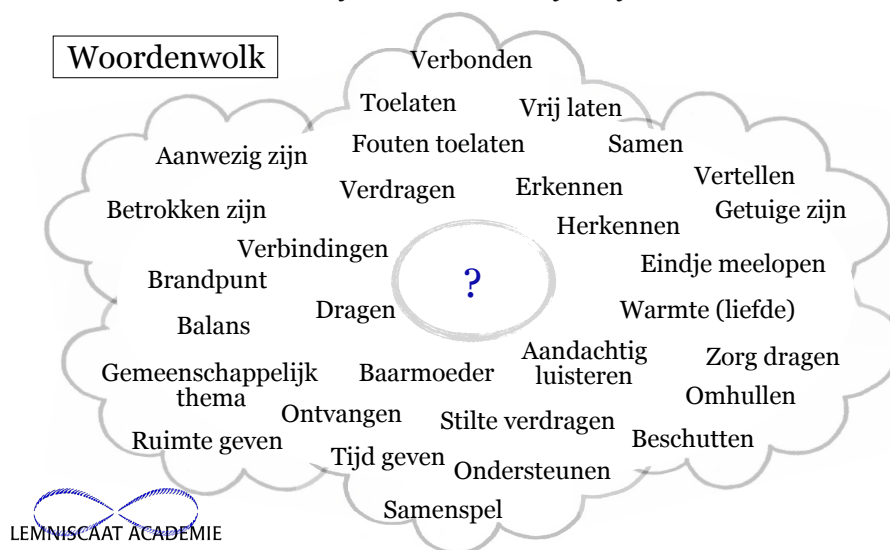 Woordenwolk
Verbonden
Toelaten
Vrij laten
Aanwezig zijn
Fouten toelaten
Samen
Verdragen
Erkennen
Vertellen
Betrokken zijn
Herkennen
Getuige zijn
Verbindingen
Eindje meelopen
Brandpunt
?
Dragen
Warmte (liefde)
Balans
Aandachtig
luisteren
Zorg dragen
Gemeenschappelijk
thema
Baarmoeder
Omhullen
Ontvangen
Stilte verdragen
Ruimte geven
Beschutten
Tijd geven
Ondersteunen
Samenspel
LEMNISCAAT ACADEMIE